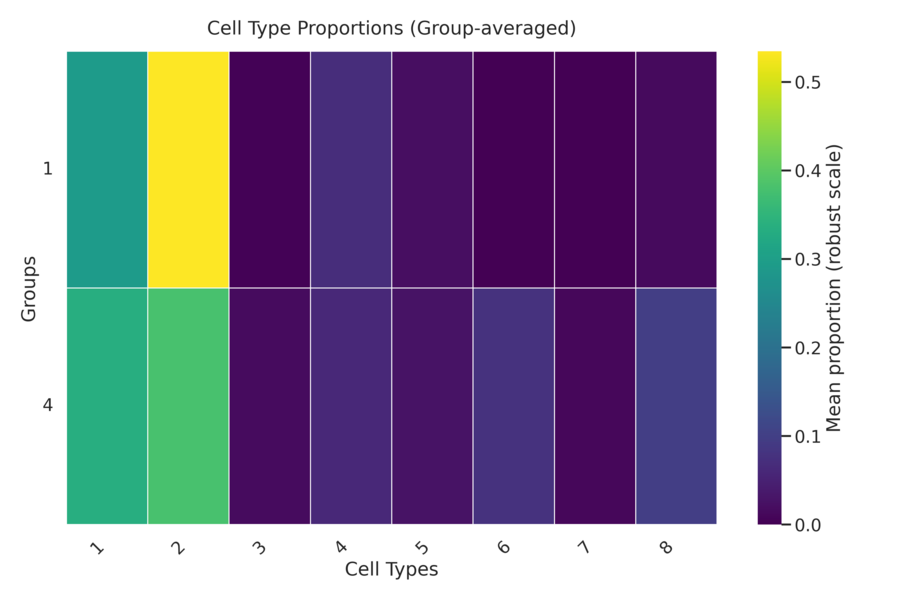 Cell Type Proportions (Group-averaged)
Groups
1
4
1 2 3 4 5 6 7 8
Cell Types
0.5
0.4
0.3
0.2
0.1
0.0
Mean proportion (robust scale)